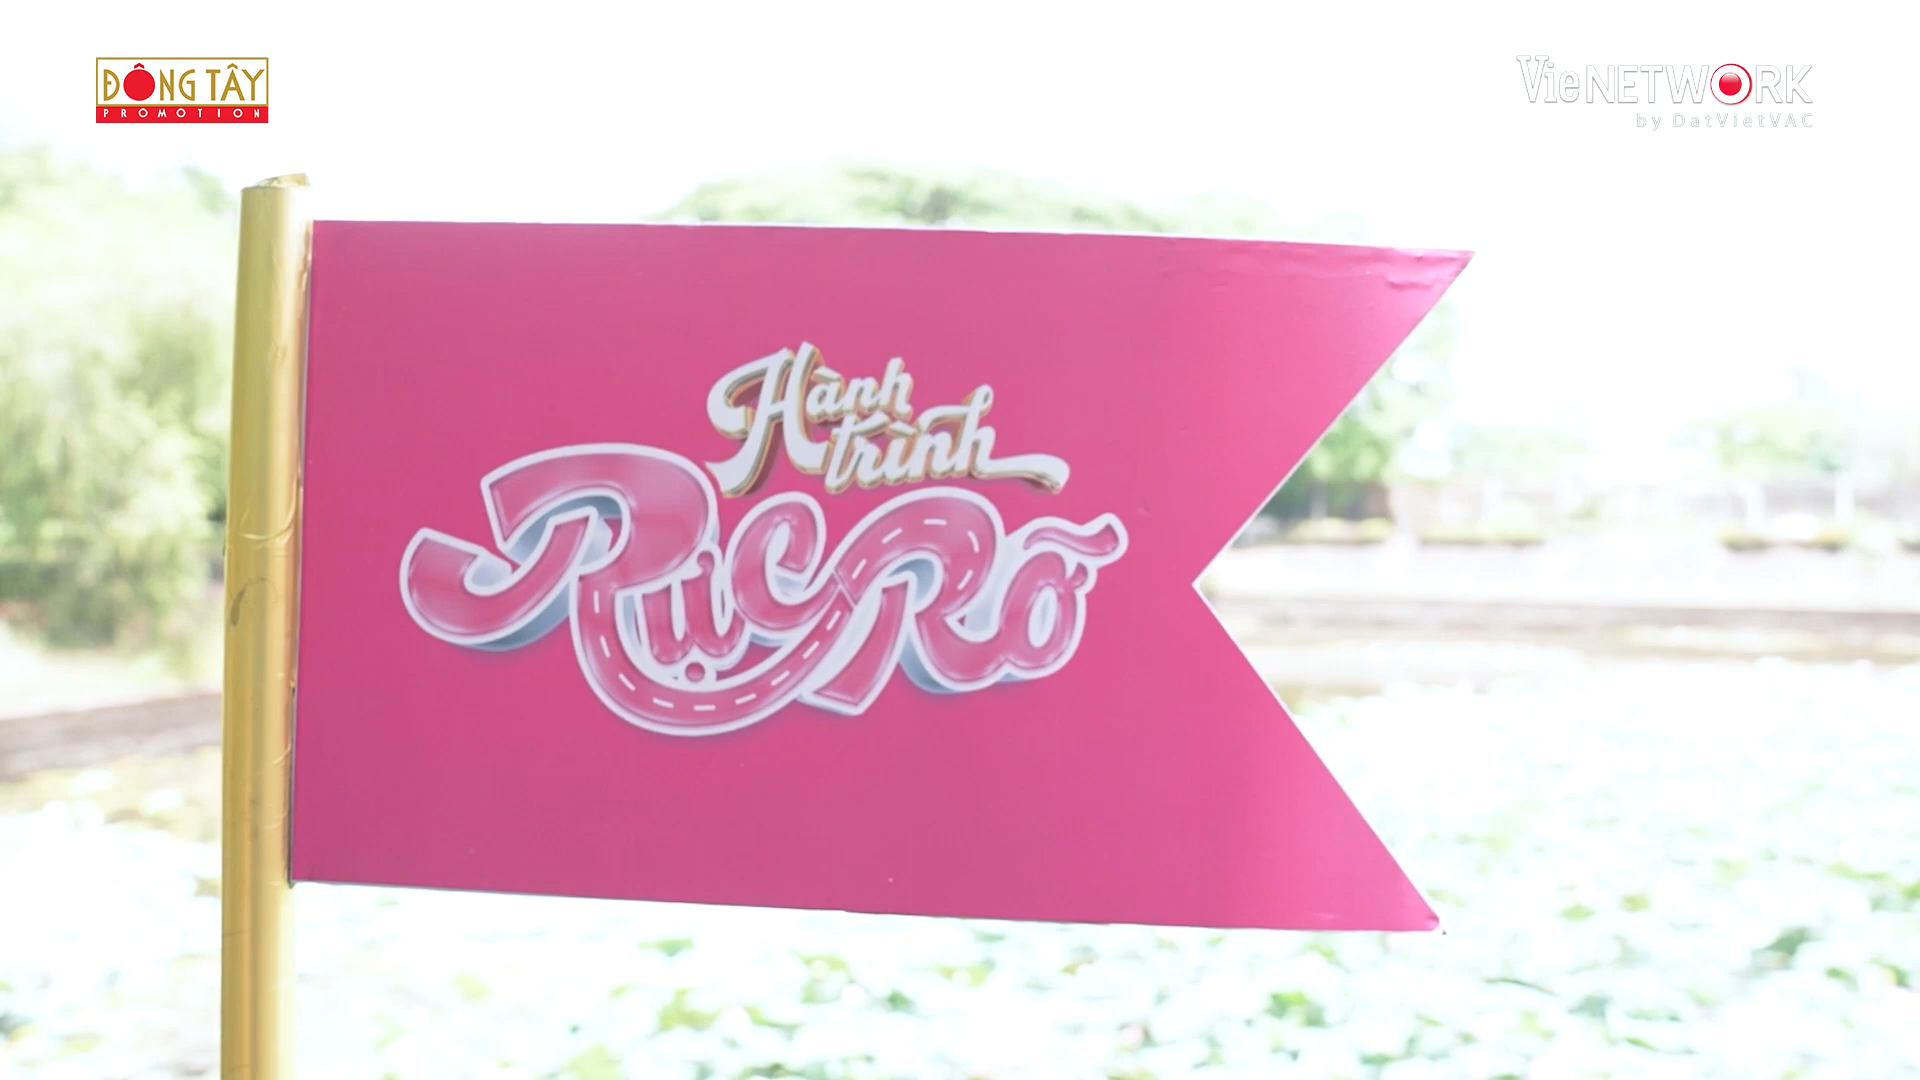 ĐÔNG TÂY
PROMOTION
VieNETWORK
by DatVietVAC
Hành
trình
Rực Rỡ